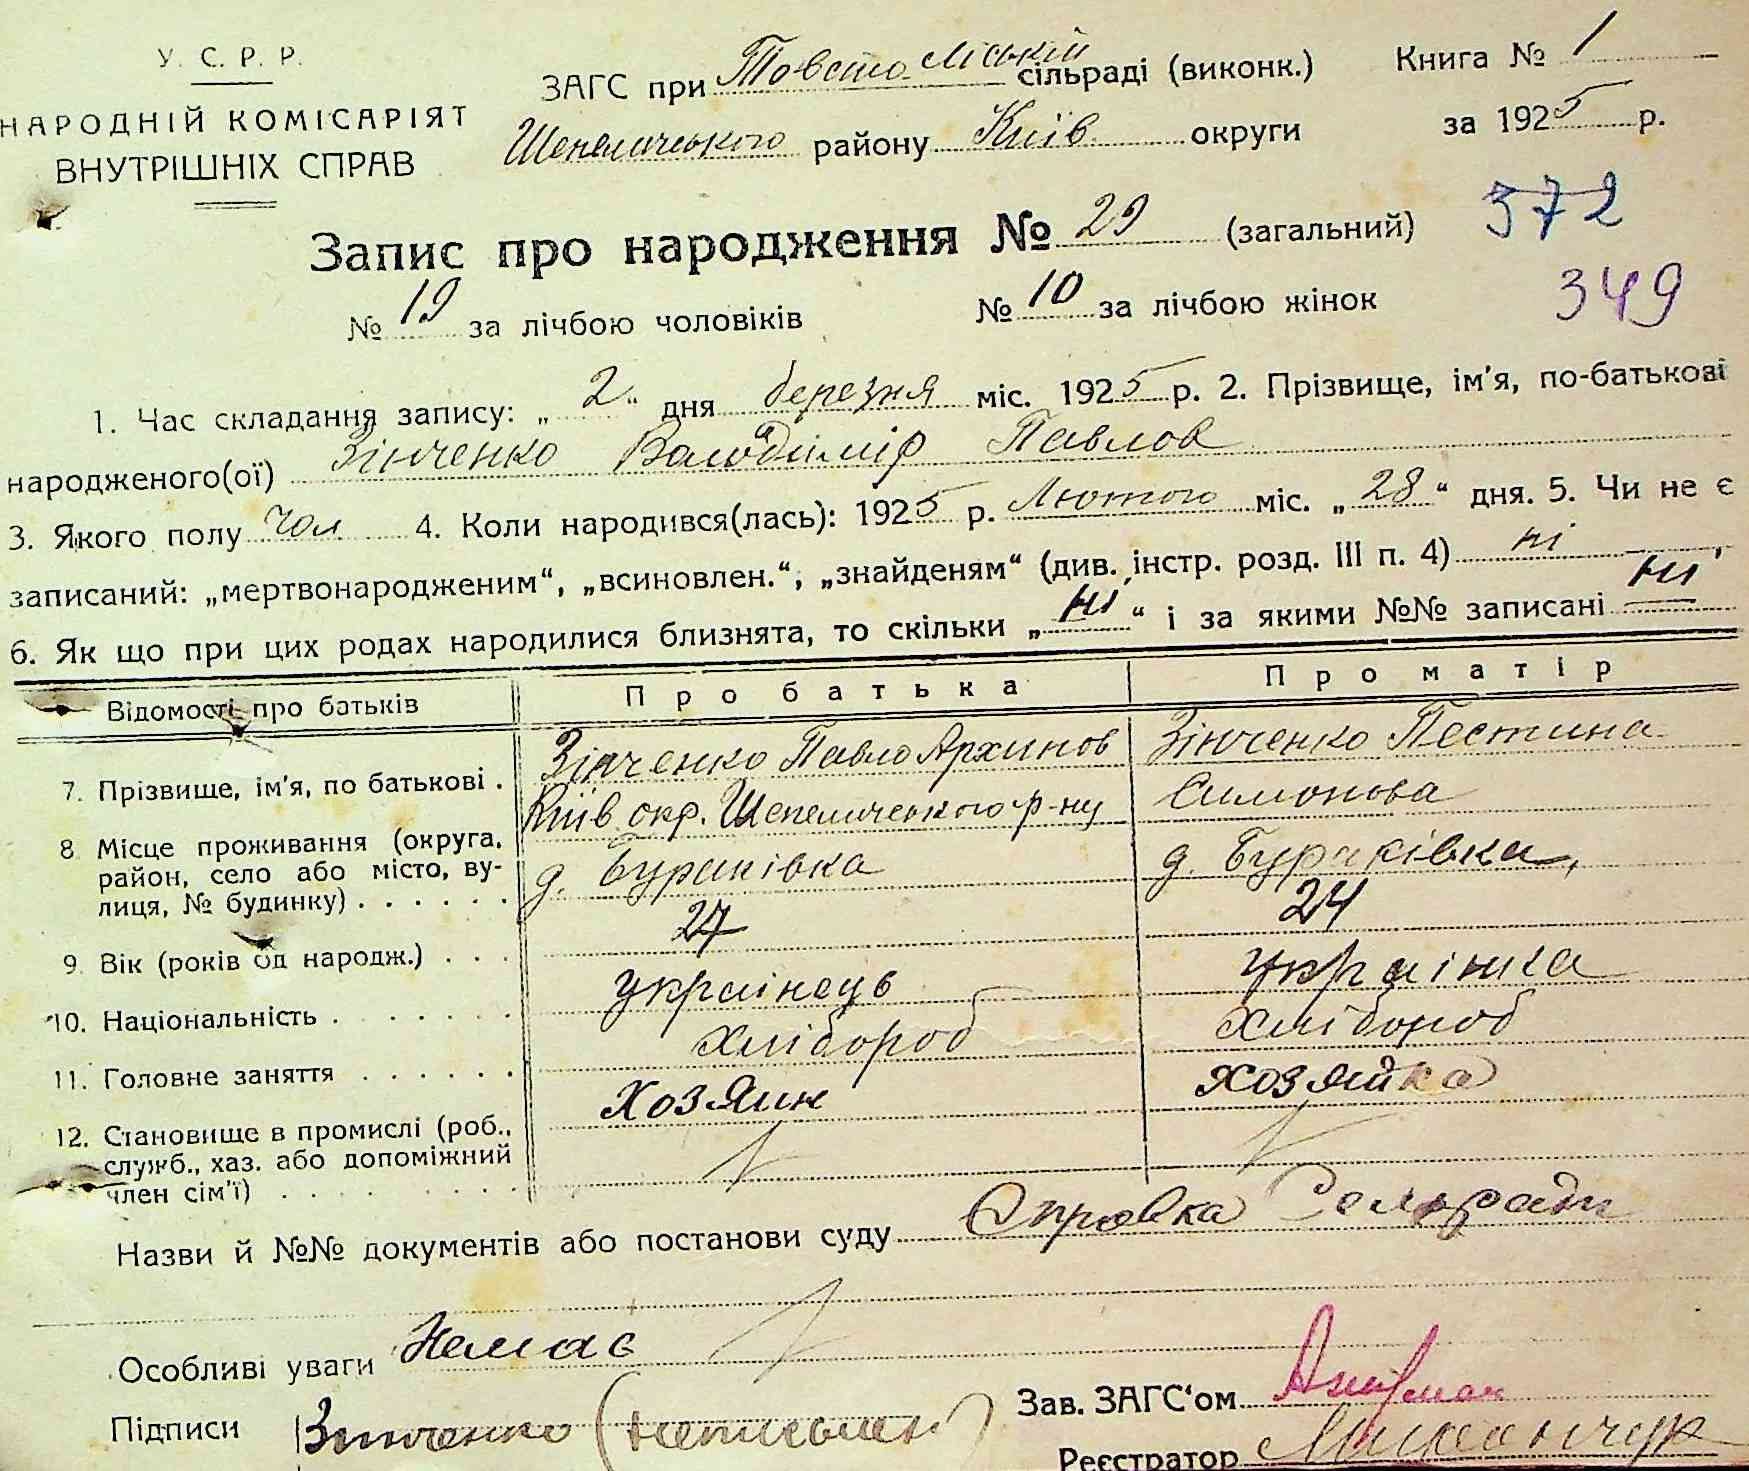 У. С. Р. Р.
НАРОДНІЙ КОМІСАРІЯТ
ВНУТРІШНІХ СПРАВ
ЗАГС при Товстоліській сільраді (виконк.) Книга № 1
Шепелицького району Київ округи за 1925 р.
Запис про народження № 29 (загальний) 372
№ 19 за лічбою чоловіків № 10 за лічбою жінок 349
1. Час складання запису: „2“ дня березня міс. 1925 р. 2. Прізвище, ім'я, по-батькові
народженого(ої) Зінченко Володімір Павлов
3. Якого полу чол 4. Коли народився(лась): 1925 р. Лютого міс. „28“ дня. 5. Чи не є
записаний: „мертвонародженим“, „всиновлен.“, „знайденям“ (див. інстр. розд. III п. 4) ні
6. Як що при цих родах народилися близнята, то скільки „ні“ і за якими №№ записані ні
Відомості про батьків Про батька Про матір
7. Прізвище, ім'я, по батькові . Зінченко Павло Архипов Зінченко Пестина Симонова
8 Місце проживання (округа, район, село або місто, вулиця, № будинку) . . . . . . Київ окр. Шепелицького р-ну д. Бураківка д. Бураківка,
9. Вік (років од народж.) . . . 27 24
10. Національність . . . . . . . українець українка
11. Головне заняття . . . . . . хлібороб хлібороб
12. Становище в промислі (роб., служб., хаз. або допоміжний член сім'ї) . . . . . . . . Хозяин хозяйка
Назви й №№ документів або постанови суду Справка Сельради
Особливі уваги Немає
Підписи Зинченко (неписьмен) Зав. ЗАГС'ом
Реєстратор